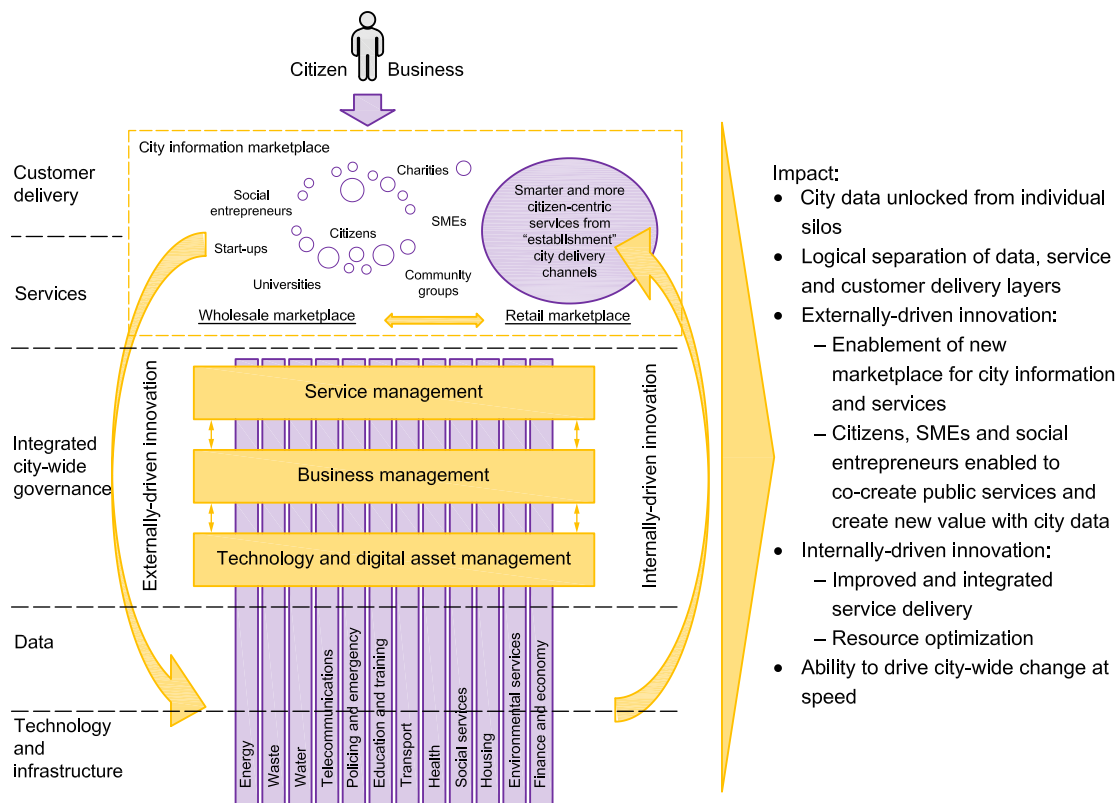 Citizen
Business
City information marketplace
Customer
delivery
Services
Integrated
city-wide
governance
Data
Technology
and
infrastructure
Charities
Social
entrepreneurs
SMEs
Citizens
Start-ups
Universities
Community
groups
Smarter and more
citizen-centric
services from
“establishment”
city delivery
channels
Wholesale marketplace
Retail marketplace
Externally-driven innovation
Service management
Business management
Technology and digital asset management
Internally-driven innovation
Energy
Waste
Water
Telecommunications
Policing and emergency
Education and training
Transport
Health
Social services
Housing
Environmental services
Finance and economy
Impact:
• City data unlocked from individual
silos
• Logical separation of data, service
and customer delivery layers
• Externally-driven innovation:
– Enablement of new
marketplace for city information
and services
– Citizens, SMEs and social
entrepreneurs enabled to
co-create public services and
create new value with city data
• Internally-driven innovation:
– Improved and integrated
service delivery
– Resource optimization
• Ability to drive city-wide change at
speed